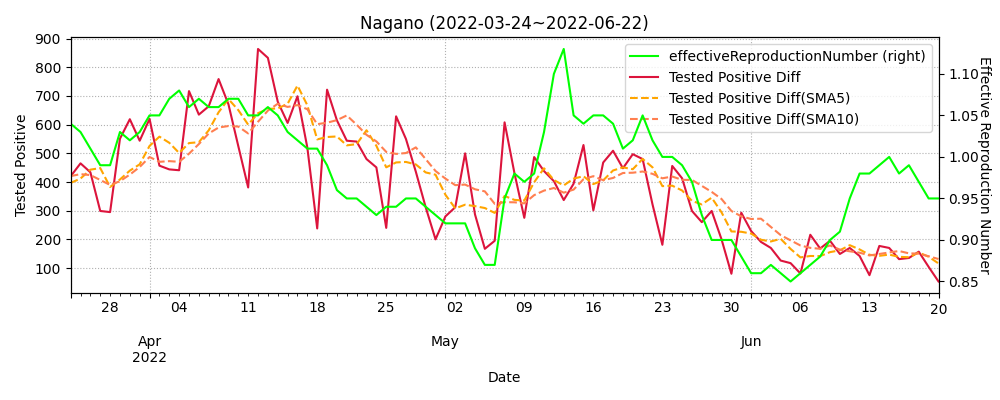 Nagano (2022-03-24~2022-06-22)
900
800
700
600
500
400
300
200
100
Tested Positive
effectiveReproductionNumber (right)
Tested Positive Diff
Tested Positive Diff(SMA5)
Tested Positive Diff(SMA10)
1.10
1.05
1.00
0.95
0.90
0.85
Effective Reproduction Number
28 04 11 18 25 02 09 16 23 30 06 13 20
Apr May Jun
2022
Date